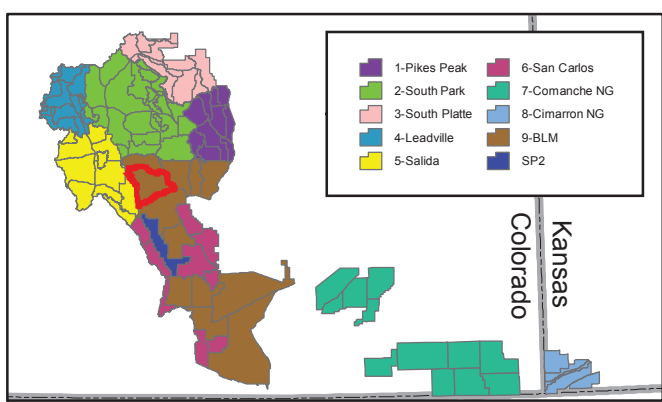 1-Pikes Peak
2-South Park
3-South Platte
4-Leadville
5-Salida
6-San Carlos
7-Comanche NG
8-Cimarron NG
9-BLM
SP2
Kansas
Colorado